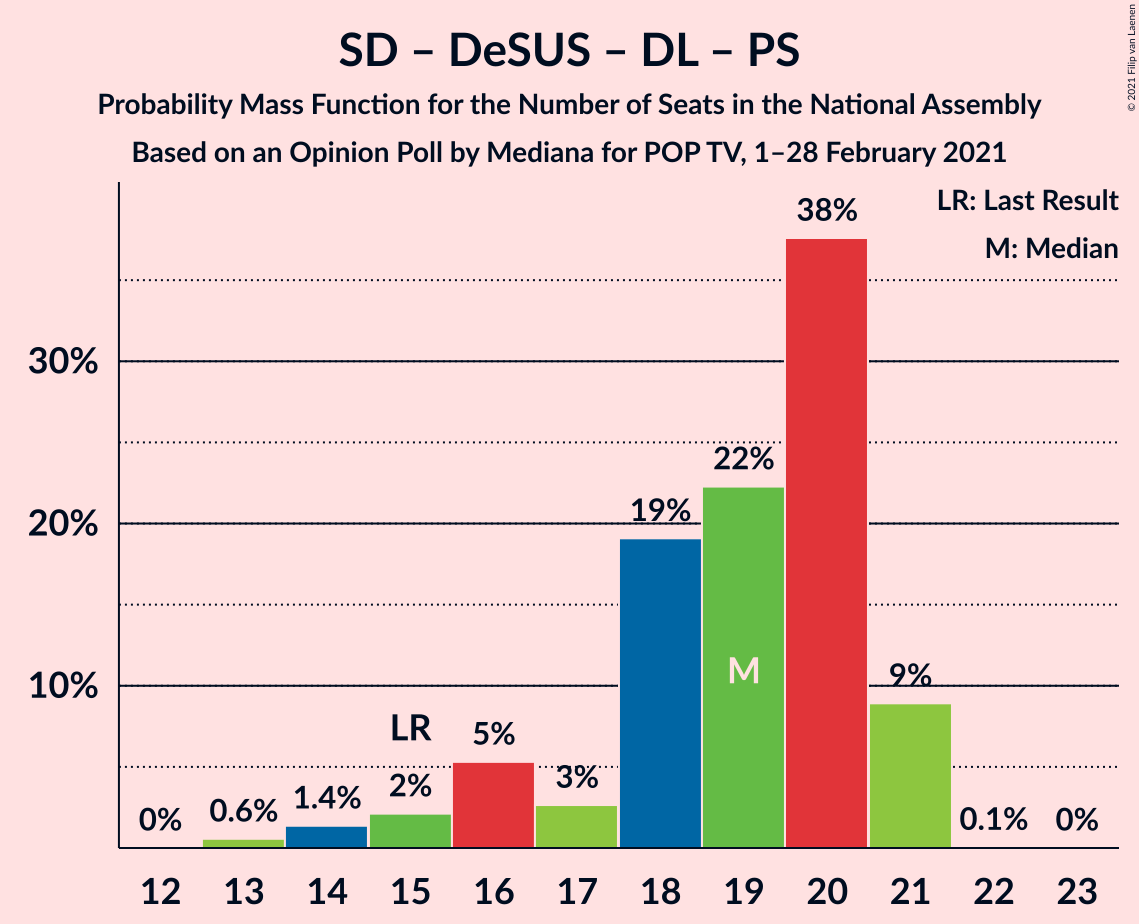 SD – DeSUS – DL – PS
Probability Mass Function for the Number of Seats in the National Assembly
Based on an Opinion Poll by Mediana for POP TV, 1–28 February 2021
© 2021 Filip van Laenen
LR: Last Result
M: Median
38%
30%
22%
19%
20%
M
10%
9%
LR
5%
3%
2%
1.4%
0.6%
0%
0.1%
0%
12 13 14 15 16 17 18 19 20 21 22 23